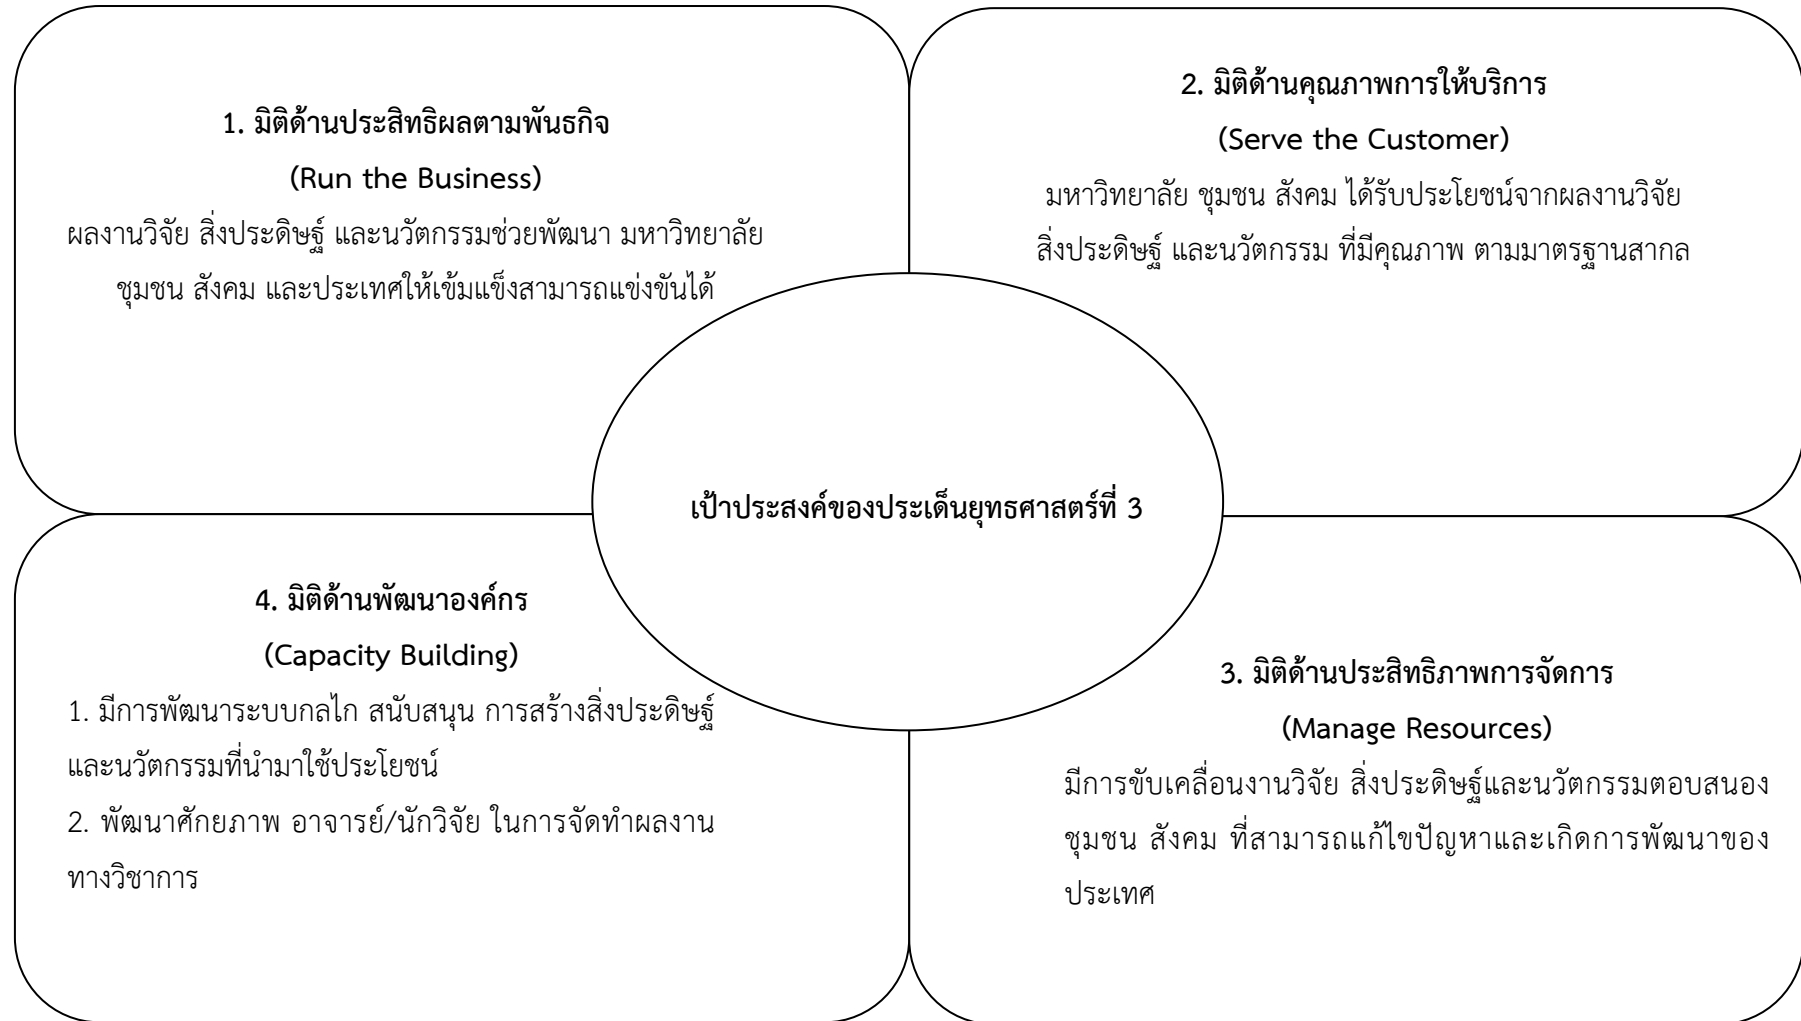 1. มิติด้านประสิทธิผลตามพันธกิจ
(Run the Business)
ผลงานวิจัย สิ่งประดิษฐ์ และนวัตกรรมช่วยพัฒนา มหาวิทยาลัย
ชุมชน สังคม และประเทศให้เข้มแข็งสามารถแข่งขันได้
2. มิติด้านคุณภาพการให้บริการ
(Serve the Customer)
มหาวิทยาลัย ชุมชน สังคม ได้รับประโยชน์จากผลงานวิจัย
สิ่งประดิษฐ์ และนวัตกรรม ที่มีคุณภาพ ตามมาตรฐานสากล
เป้าประสงค์ของประเด็นยุทธศาสตร์ที่ 3
4. มิติด้านพัฒนาองค์กร
(Capacity Building)
1. มีการพัฒนาระบบกลไก สนับสนุน การสร้างสิ่งประดิษฐ์
และนวัตกรรมที่นำมาใช้ประโยชน์
2. พัฒนาศักยภาพ อาจารย์/นักวิจัย ในการจัดทำผลงาน
ทางวิชาการ
3. มิติด้านประสิทธิภาพการจัดการ
(Manage Resources)
มีการขับเคลื่อนงานวิจัย สิ่งประดิษฐ์และนวัตกรรมตอบสนอง
ชุมชน สังคม ที่สามารถแก้ไขปัญหาและเกิดการพัฒนาของ
ประเทศ